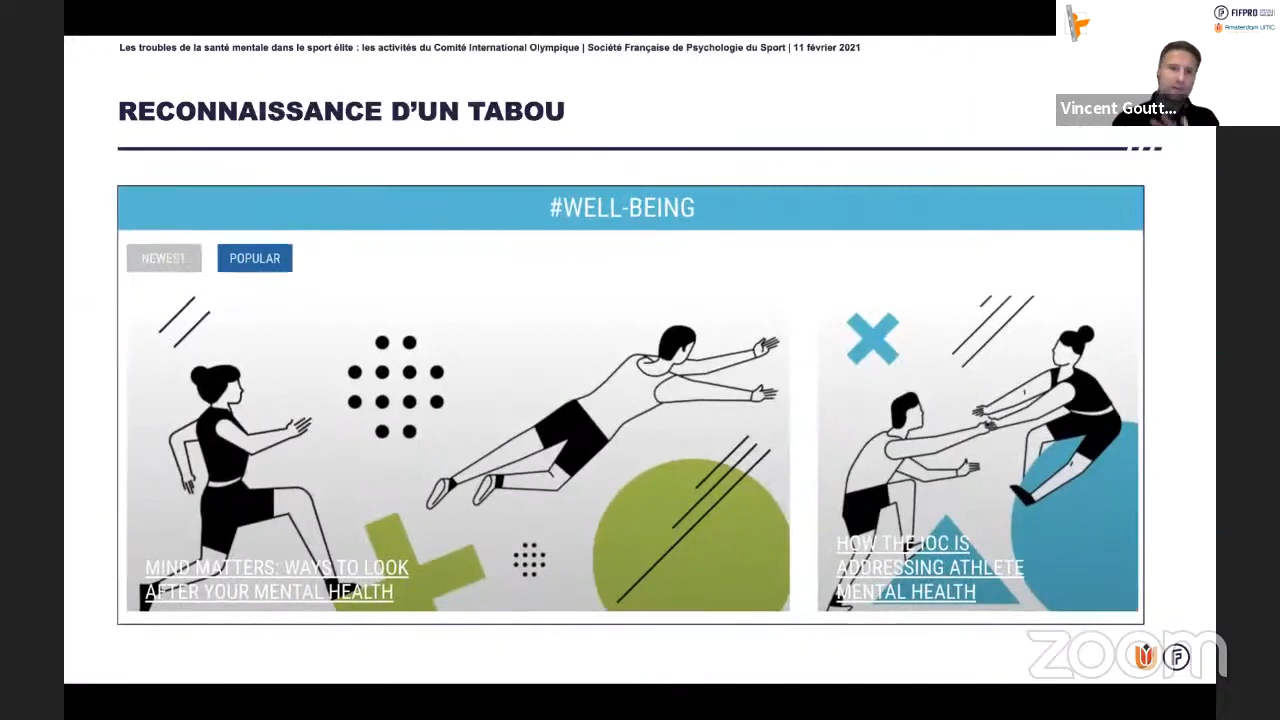 Les troubles de la santé mentale dans le sport élite : les activités du Comité International Olympique | Société Française de Psychologie du Sport | 11 février 2021
FIFPRO
Amsterdam UMC
Vincent Goutt...
RECONNAISSANCE D'UN TABOU
#WELL-BEING
NEWEST
POPULAR
MIND MATTERS: WAYS TO LOOK
AFTER YOUR MENTAL HEALTH
HOW THE IOC IS
ADDRESSING ATHLETE
MENTAL HEALTH
zoom